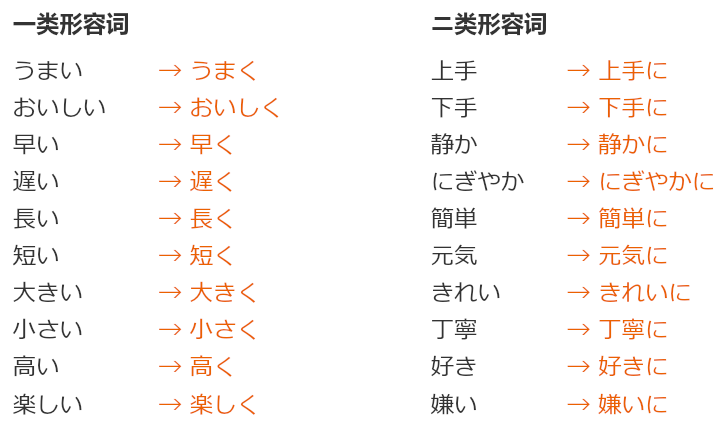 一类形容词 二类形容词
うまい → うまく 上手 → 上手に
おいしい → おいしく 下手 → 下手に
早い → 早く 静か → 静かに
遅い → 遅く にぎやか → にぎやかに
長い → 長く 簡単 → 簡単に
短い → 短く 元気 → 元気に
大きい → 大きく きれい → きれいに
小さい → 小さく 丁寧 → 丁寧に
高い → 高く 好き → 好きに
楽しい → 楽しく 嫌い → 嫌いに